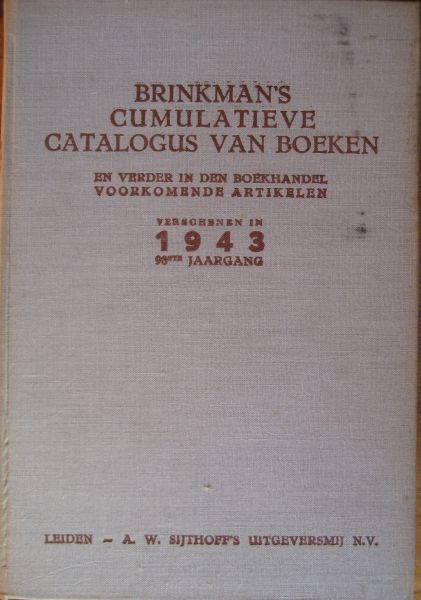 BRINKMAN'S
CUMULATIEVE
CATALOGUS VAN BOEKEN
EN VERDER IN DEN BOEKHANDEL
VOORKOMENDE ARTIKELEN
VERSCHENEN IN
1943
98STE JAARGANG
LEIDEN — A. W. SIJTHOFF'S UITGEVERSMIJ N.V.